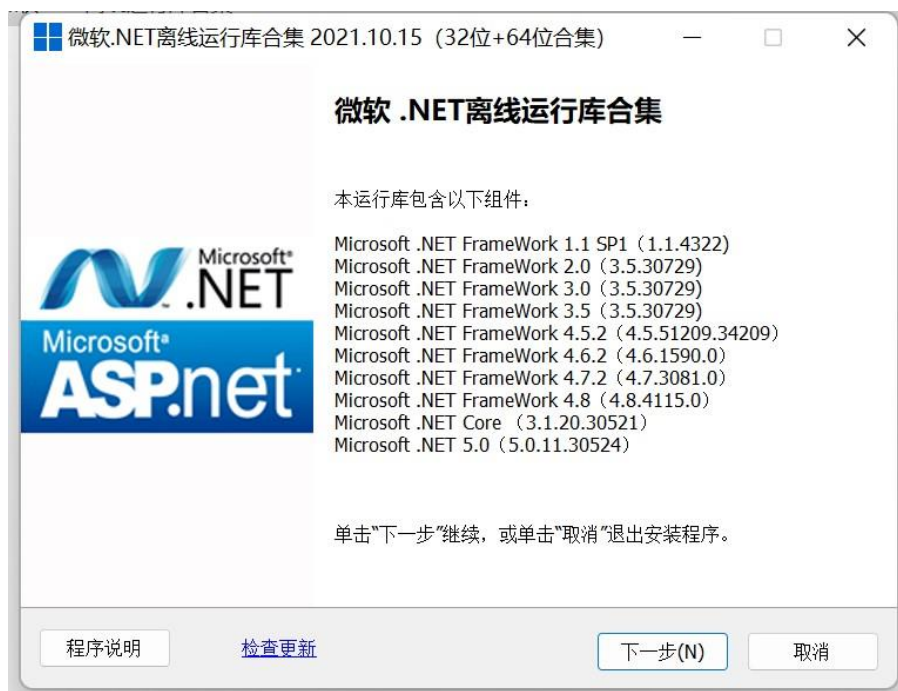 微软.NET离线运行库合集 2021.10.15（32位+64位合集）
微软 .NET离线运行库合集
本运行库包含以下组件：
Microsoft .NET FrameWork 1.1 SP1（1.1.4322)
Microsoft .NET FrameWork 2.0（3.5.30729)
Microsoft .NET FrameWork 3.0（3.5.30729)
Microsoft .NET FrameWork 3.5（3.5.30729)
Microsoft .NET FrameWork 4.5.2（4.5.51209.34209）
Microsoft .NET FrameWork 4.6.2（4.6.1590.0）
Microsoft .NET FrameWork 4.7.2（4.7.3081.0）
Microsoft .NET FrameWork 4.8（4.8.4115.0）
Microsoft .NET Core （3.1.20.30521）
Microsoft .NET 5.0（5.0.11.30524）
Microsoft
.NET
Microsoft
ASP.net
单击"下一步"继续，或单击"取消"退出安装程序。
程序说明
检查更新
下一步(N)
取消